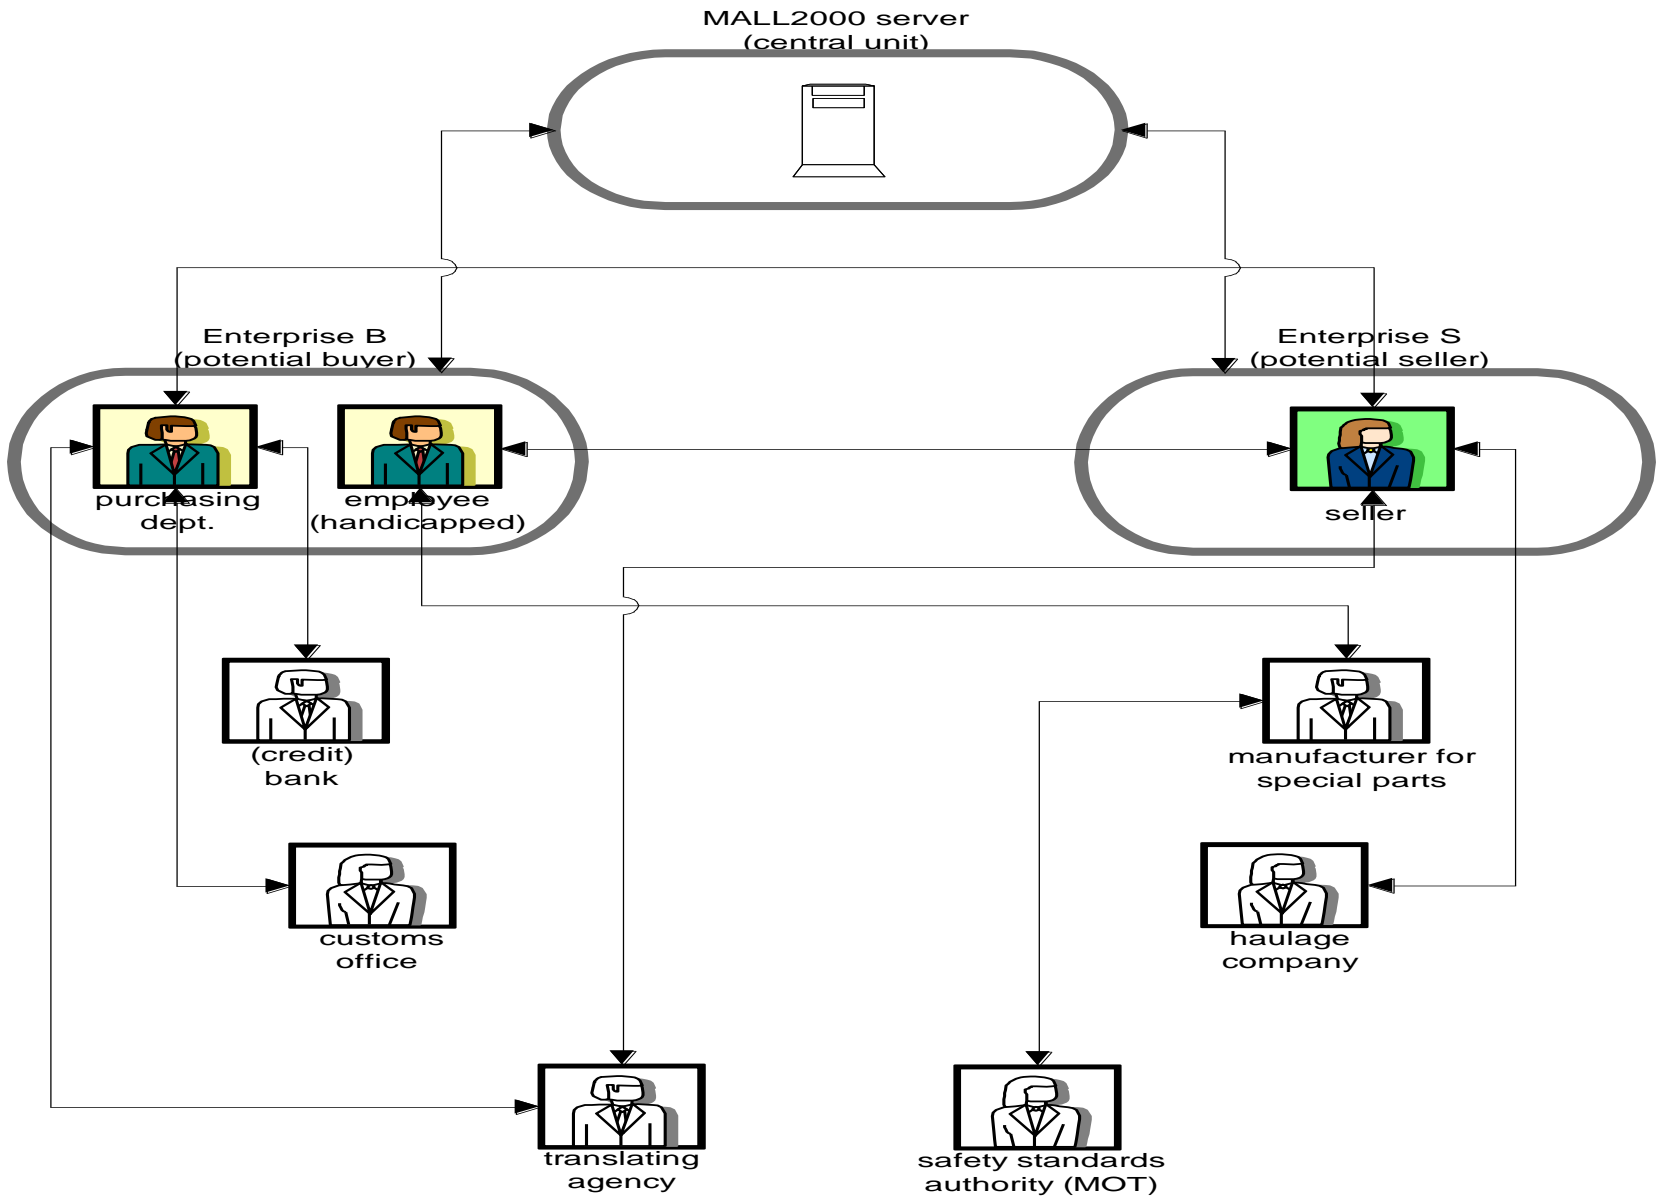 MALL2000 server
(central unit)
Enterprise B
(potential buyer)
Enterprise S
(potential seller)
purchasing
dept.
employee
(handicapped)
seller
(credit)
bank
manufacturer for
special parts
customs
office
haulage
company
translating
agency
safety standards
authority (MOT)